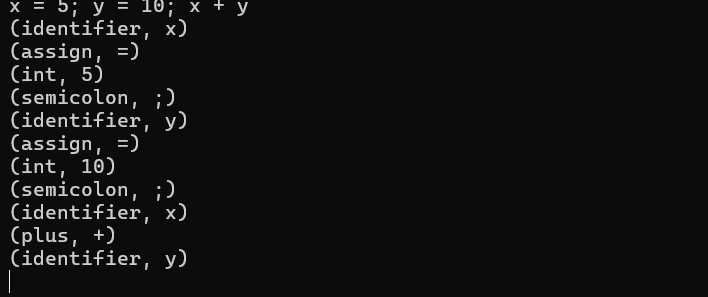 x = 5; y = 10; x + y
(identifier, x)
(assign, =)
(int, 5)
(semicolon, ;)
(identifier, y)
(assign, =)
(int, 10)
(semicolon, ;)
(identifier, x)
(plus, +)
(identifier, y)